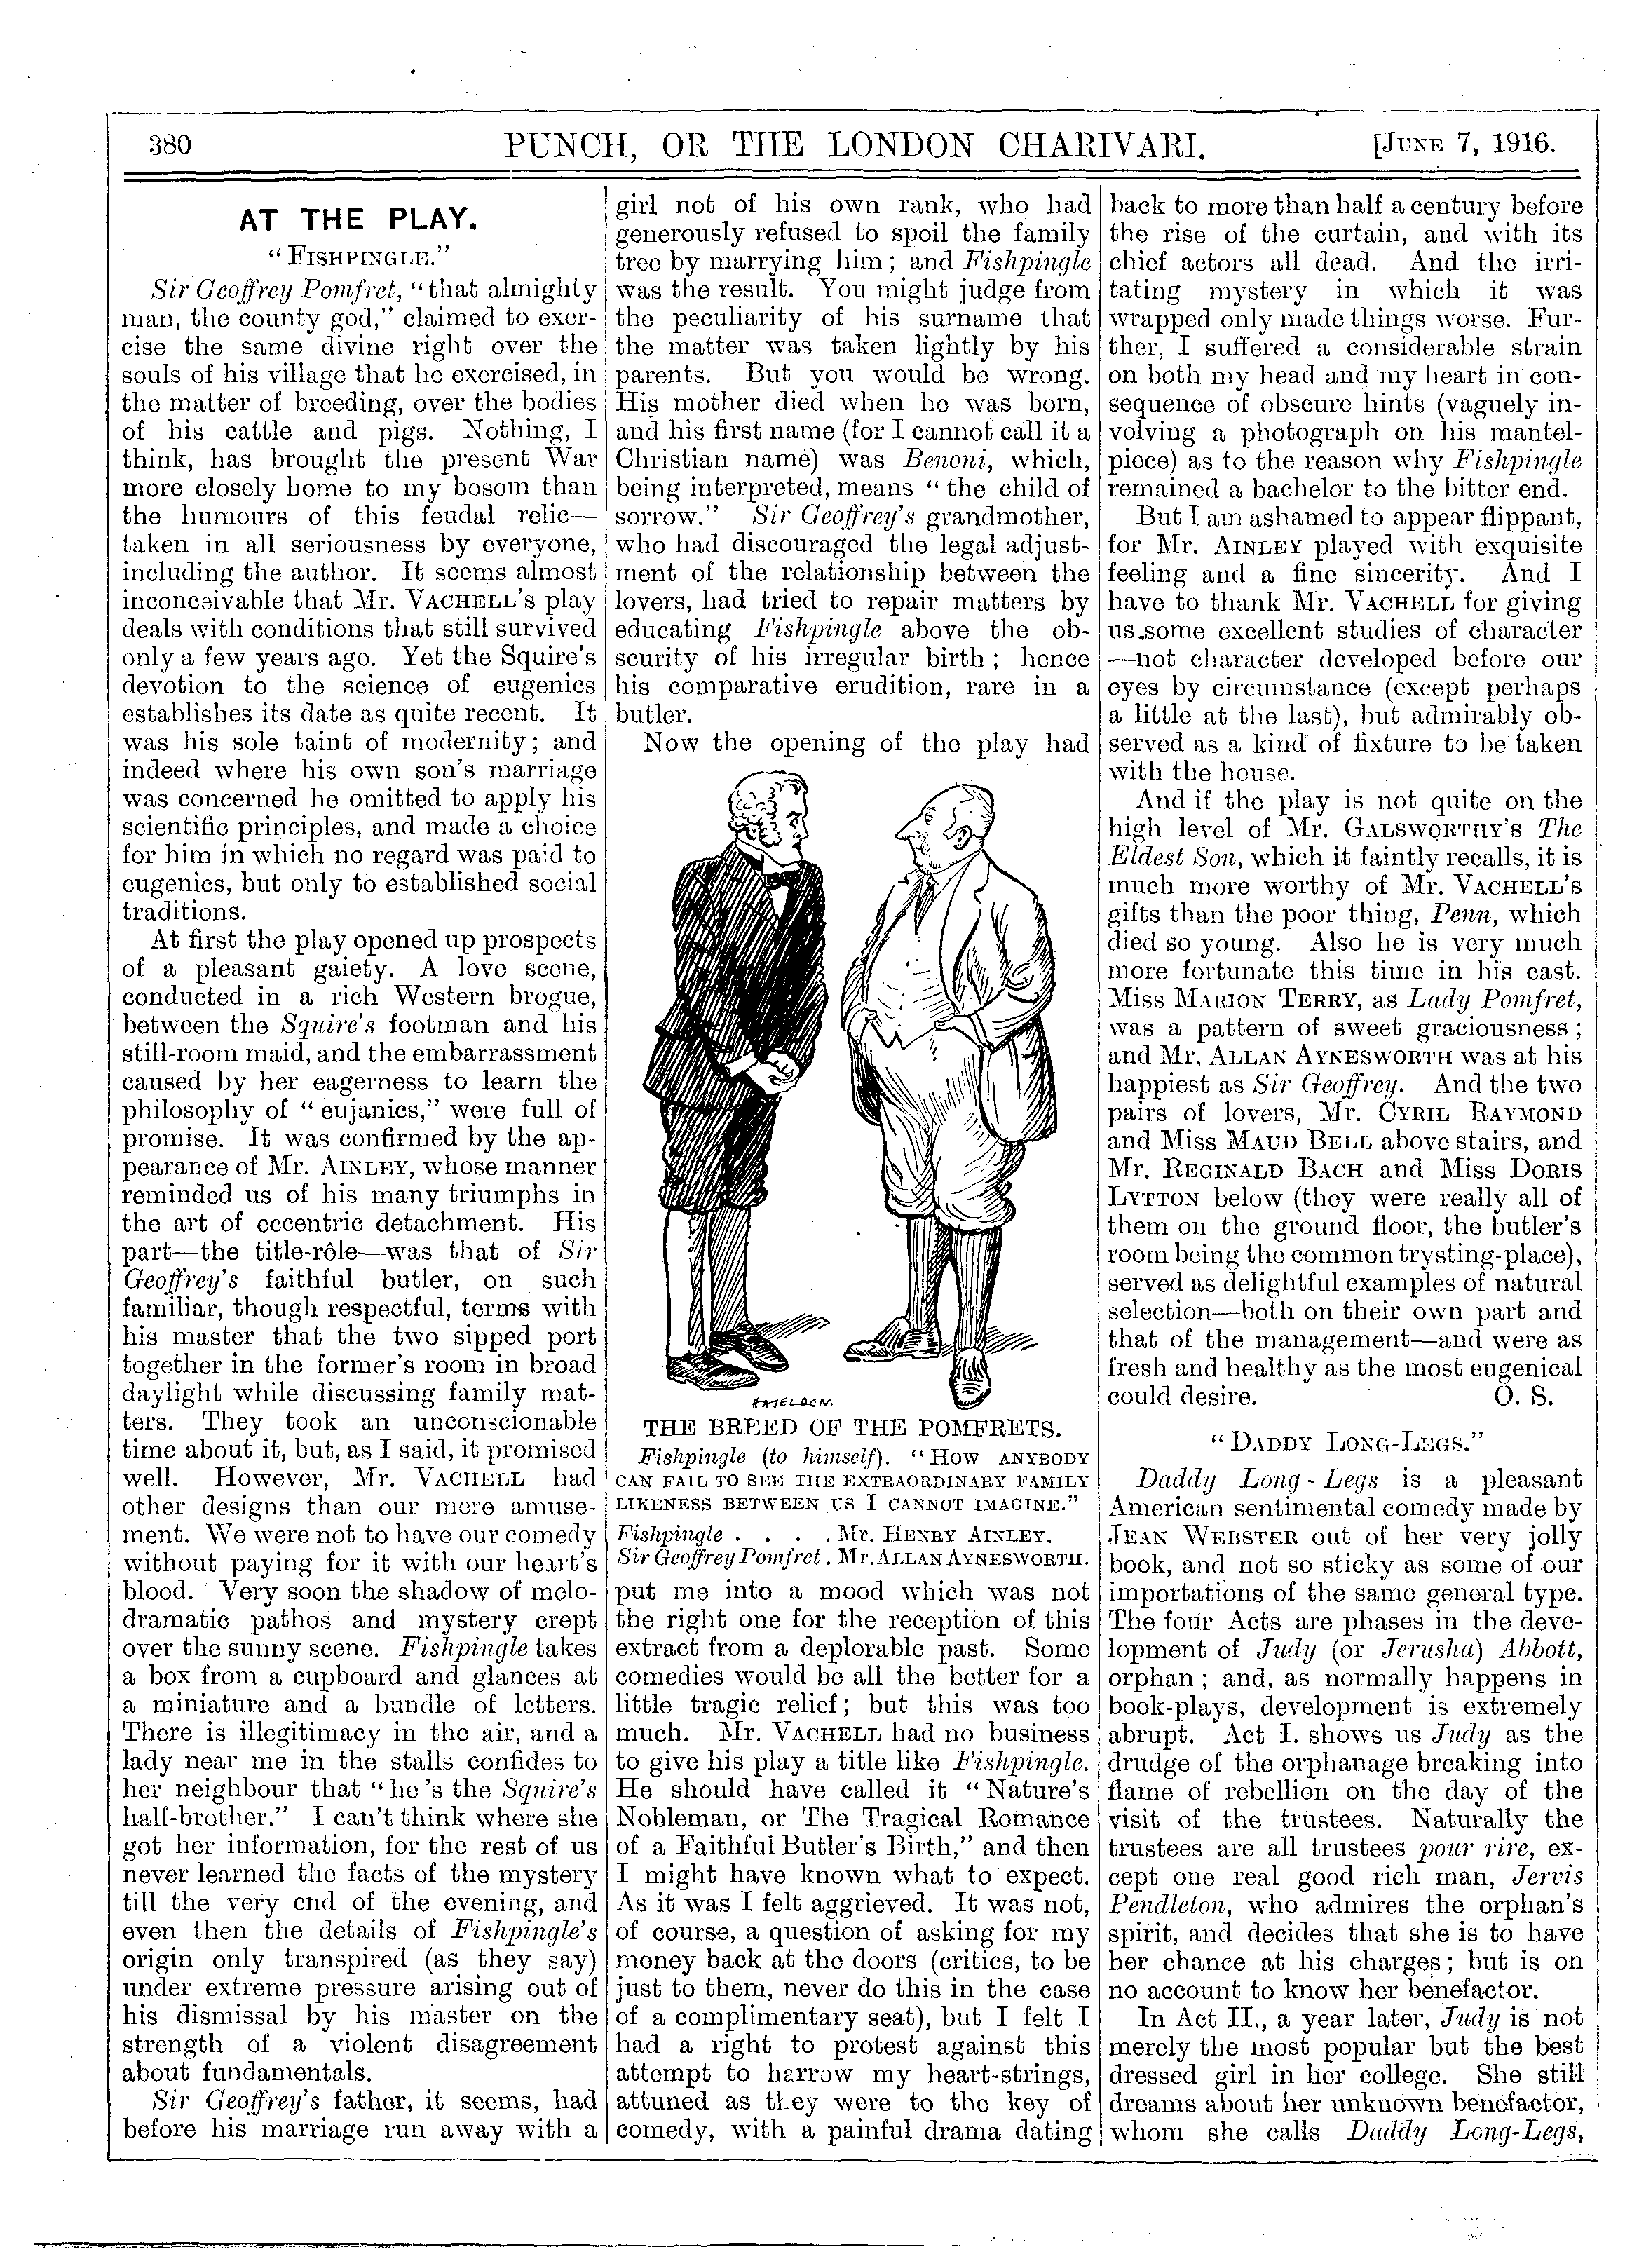 380
PUNCH, OR THE LONDON CHARIVARI.
[JUNE 7, 1916.
AT THE PLAY.
"FISHPINGLE."
Sir Geoffrey Pomfret, "that almighty
man, the county god," claimed to exer-
cise the same divine right over the
souls of his village that he exercised, in
the matter of breeding, over the bodies
of his cattle and pigs. Nothing, I
think, has brought the present War
more closely home to my bosom than
the humours of this feudal relic—
taken in all seriousness by everyone,
including the author. It seems almost
inconceivable that Mr. VACHELL'S play
deals with conditions that still survived
only a few years ago. Yet the Squire's
devotion to the science of eugenics
establishes its date as quite recent. It
was his sole taint of modernity; and
indeed where his own son's marriage
was concerned he omitted to apply his
scientific principles, and made a choice
for him in which no regard was paid to
eugenics, but only to established social
traditions.
At first the play opened up prospects
of a pleasant gaiety. A love scene,
conducted in a rich Western brogue,
between the Squire's footman and his
still-room maid, and the embarrassment
caused by her eagerness to learn the
philosophy of "eujanics," were full of
promise. It was confirmed by the ap-
pearance of Mr. AINLEY, whose manner
reminded us of his many triumphs in
the art of eccentric detachment. His
part—the title-rôle—was that of Sir
Geoffrey's faithful butler, on such
familiar, though respectful, terms with
his master that the two sipped port
together in the former's room in broad
daylight while discussing family mat-
ters. They took an unconscionable
time about it, but, as I said, it promised
well. However, Mr. VACHELL had
other designs than our mere amuse-
ment. We were not to have our comedy
without paying for it with our heart's
blood. Very soon the shadow of melo-
dramatic pathos and mystery crept
over the sunny scene. Fishpingle takes
a box from a cupboard and glances at
a miniature and a bundle of letters.
There is illegitimacy in the air, and a
lady near me in the stalls confides to
her neighbour that "he's the Squire's
half-brother." I can't think where she
got her information, for the rest of us
never learned the facts of the mystery
till the very end of the evening, and
even then the details of Fishpingle's
origin only transpired (as they say)
under extreme pressure arising out of
his dismissal by his master on the
strength of a violent disagreement
about fundamentals.
Sir Geoffrey's father, it seems, had
before his marriage run away with a
girl not of his own rank, who had
generously refused to spoil the family
tree by marrying him; and Fishpingle
was the result. You might judge from
the peculiarity of his surname that
the matter was taken lightly by his
parents. But you would be wrong.
His mother died when he was born,
and his first name (for I cannot call it a
Christian name) was Benoni, which,
being interpreted, means "the child of
sorrow." Sir Geoffrey's grandmother,
who had discouraged the legal adjust-
ment of the relationship between the
lovers, had tried to repair matters by
educating Fishpingle above the ob-
scurity of his irregular birth; hence
his comparative erudition, rare in a
butler.
Now the opening of the play had
HASELDEN.
THE BREED OF THE POMFRETS.
Fishpingle (to himself). "HOW ANYBODY
CAN FAIL TO SEE THE EXTRAORDINARY FAMILY
LIKENESS BETWEEN US I CANNOT IMAGINE."
Fishpingle . . . . Mr. HENRY AINLEY.
Sir Geoffrey Pomfret . Mr. ALLAN AYNESWORTH.
put me into a mood which was not
the right one for the reception of this
extract from a deplorable past. Some
comedies would be all the better for a
little tragic relief; but this was too
much. Mr. VACHELL had no business
to give his play a title like Fishpingle.
He should have called it "Nature's
Nobleman, or The Tragical Romance
of a Faithful Butler's Birth," and then
I might have known what to expect.
As it was I felt aggrieved. It was not,
of course, a question of asking for my
money back at the doors (critics, to be
just to them, never do this in the case
of a complimentary seat), but I felt I
had a right to protest against this
attempt to harrow my heart-strings,
attuned as they were to the key of
comedy, with a painful drama dating
back to more than half a century before
the rise of the curtain, and with its
chief actors all dead. And the irri-
tating mystery in which it was
wrapped only made things worse. Fur-
ther, I suffered a considerable strain
on both my head and my heart in con-
sequence of obscure hints (vaguely in-
volving a photograph on his mantel-
piece) as to the reason why Fishpingle
remained a bachelor to the bitter end.
But I am ashamed to appear flippant,
for Mr. AINLEY played with exquisite
feeling and a fine sincerity. And I
have to thank Mr. VACHELL for giving
us some excellent studies of character
—not character developed before our
eyes by circumstance (except perhaps
a little at the last), but admirably ob-
served as a kind of fixture to be taken
with the house.
And if the play is not quite on the
high level of Mr. GALSWORTHY'S The
Eldest Son, which it faintly recalls, it is
much more worthy of Mr. VACHELL'S
gifts than the poor thing, Penn, which
died so young. Also he is very much
more fortunate this time in his cast.
Miss MARION TERRY, as Lady Pomfret,
was a pattern of sweet graciousness;
and Mr. ALLAN AYNESWORTH was at his
happiest as Sir Geoffrey. And the two
pairs of lovers, Mr. CYRIL RAYMOND
and Miss MAUD BELL above stairs, and
Mr. REGINALD BACH and Miss DORIS
LYTTON below (they were really all of
them on the ground floor, the butler's
room being the common trysting-place),
served as delightful examples of natural
selection—both on their own part and
that of the management—and were as
fresh and healthy as the most eugenical
could desire. O. S.
"DADDY LONG-LEGS."
Daddy Long-Legs is a pleasant
American sentimental comedy made by
JEAN WEBSTER out of her very jolly
book, and not so sticky as some of our
importations of the same general type.
The four Acts are phases in the deve-
lopment of Judy (or Jerusha) Abbott,
orphan; and, as normally happens in
book-plays, development is extremely
abrupt. Act I. shows us Judy as the
drudge of the orphanage breaking into
flame of rebellion on the day of the
visit of the trustees. Naturally the
trustees are all trustees pour rire, ex-
cept one real good rich man, Jervis
Pendleton, who admires the orphan's
spirit, and decides that she is to have
her chance at his charges; but is on
no account to know her benefactor.
In Act II., a year later, Judy is not
merely the most popular but the best
dressed girl in her college. She still
dreams about her unknown benefactor,
whom she calls Daddy Long-Legs,